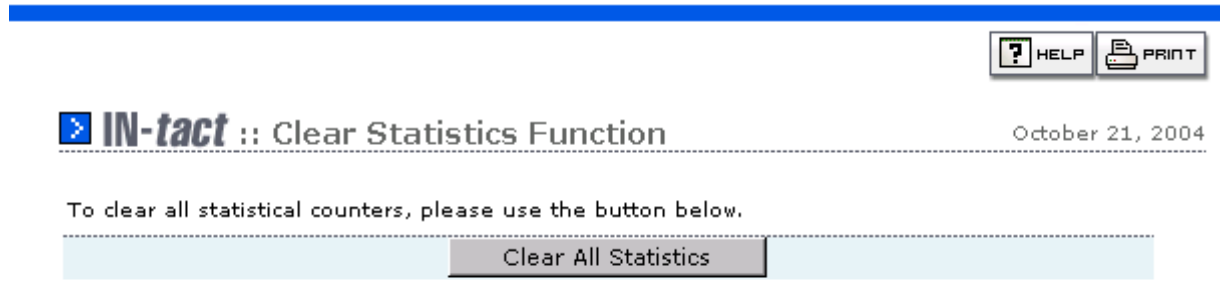 ? HELP PRINT
IN-tact :: Clear Statistics Function October 21, 2004
To clear all statistical counters, please use the button below.
Clear All Statistics